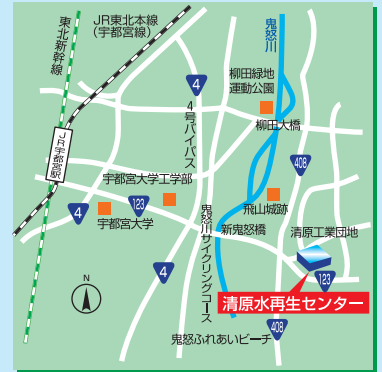 東北新幹線
JR東北本線
(宇都宮線)
鬼怒川
4
柳田緑地
運動公園
4号バイパス
柳田大橋
JR宇都宮駅
408
宇都宮大学工学部
123
4
宇都宮大学
飛山城跡
鬼怒川サイクリングコース
新鬼怒橋
清原工業団地
4
123
N
清原水再生センター
408
鬼怒ふれあいビーチ